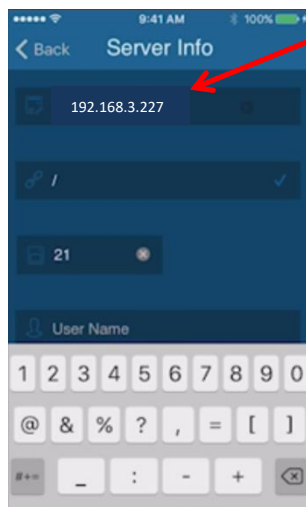 9:41 AM 100%
Back Server Info
192.168.3.227
/
21
User Name
1 2 3 4 5 6 7 8 9 0
@ & % ? , = [ ]
#+= _ : - +